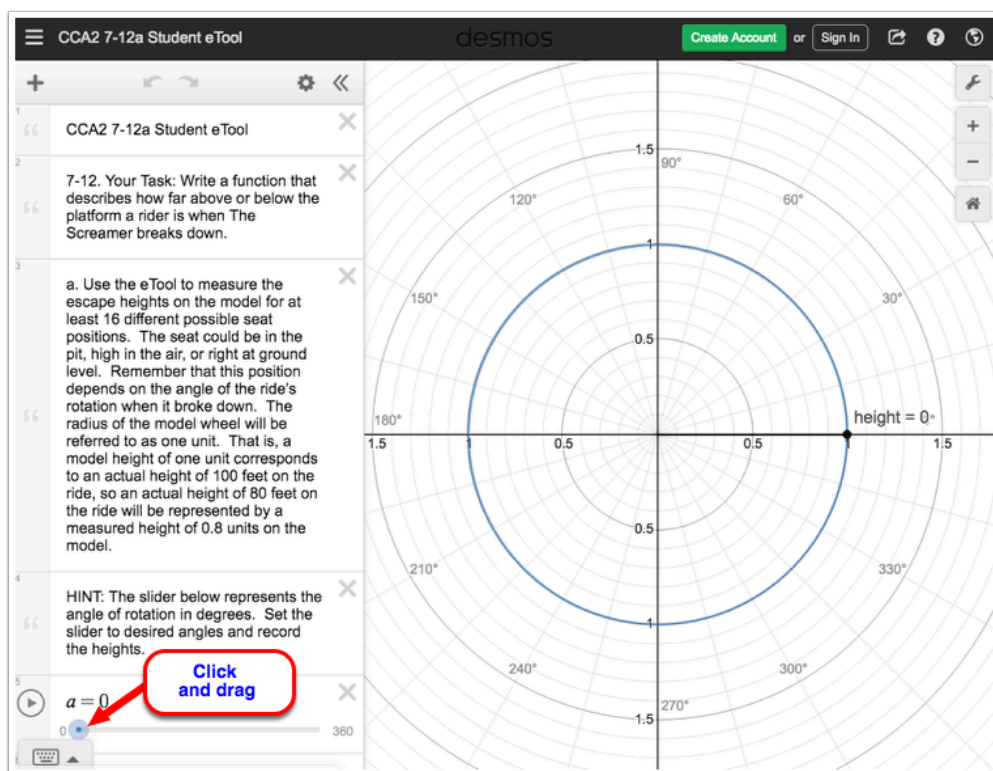 CCA2 7-12a Student eTool
desmos
Create Account or Sign In
1
CCA2 7-12a Student eTool
2
7-12. Your Task: Write a function that
describes how far above or below the
platform a rider is when The
Screamer breaks down.
3
a. Use the eTool to measure the
escape heights on the model for at
least 16 different possible seat
positions. The seat could be in the
pit, high in the air, or right at ground
level. Remember that this position
depends on the angle of the ride's
rotation when it broke down. The
radius of the model wheel will be
referred to as one unit. That is, a
model height of one unit corresponds
to an actual height of 100 feet on the
ride, so an actual height of 80 feet on
the ride will be represented by a
measured height of 0.8 units on the
model.
4
HINT: The slider below represents the
angle of rotation in degrees. Set the
slider to desired angles and record
the heights.
Click
and drag
5
a = 0
0 360
1.5
90°
120° 60°
1
150° 30°
0.5
height = 0°
180°
1.5 1 0.5 0.5 1 1.5
0.5
210° 330°
1
240° 300°
270°
1.5